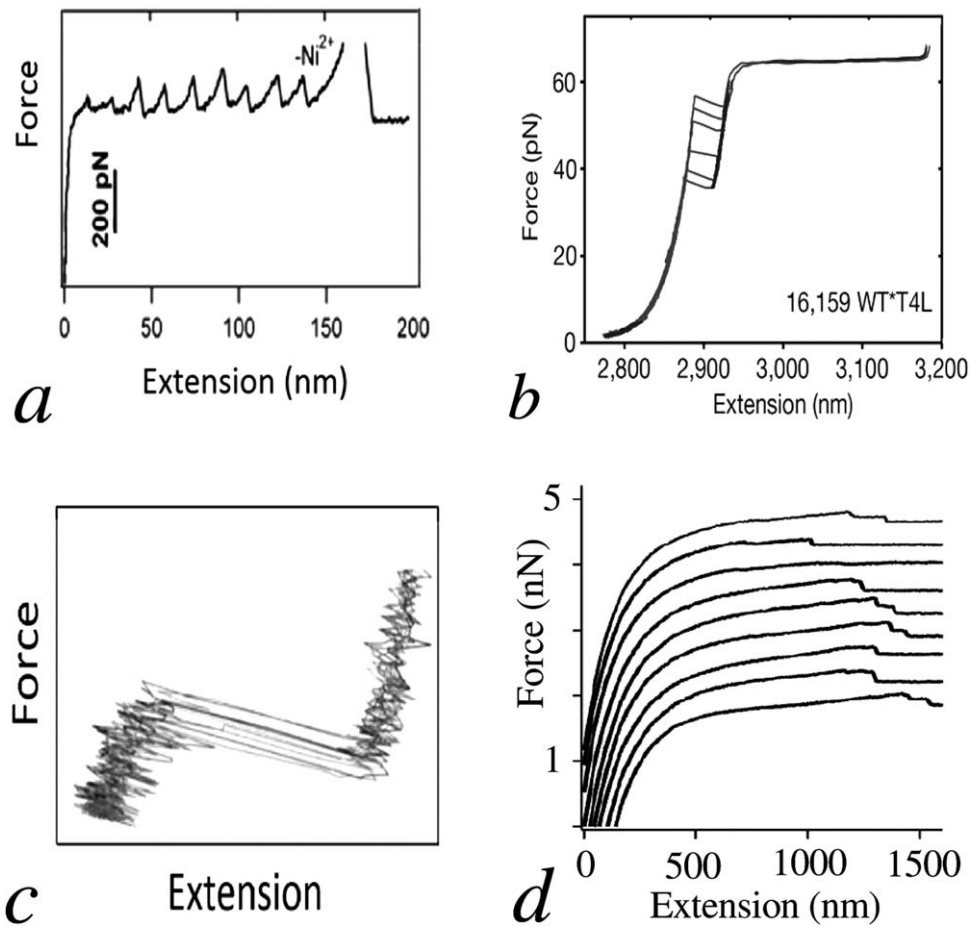 -Ni²⁺
Force
200 pN
0 50 100 150 200
Extension (nm)
a
60
40
20
0
Force (pN)
16,159 WT*T4L
2,800 2,900 3,000 3,100 3,200
Extension (nm)
b
Force
Extension
c
5
1
Force (nN)
0 500 1000 1500
Extension (nm)
d